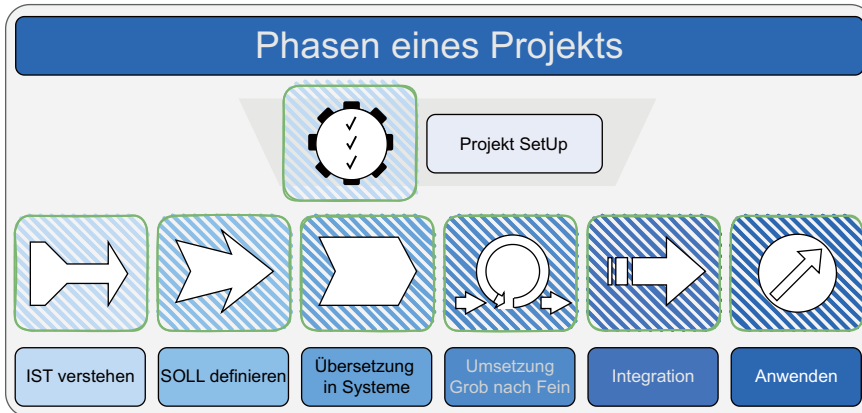 Phasen eines Projekts
Projekt SetUp
IST verstehen
SOLL definieren
Übersetzung
in Systeme
Umsetzung
Grob nach Fein
Integration
Anwenden